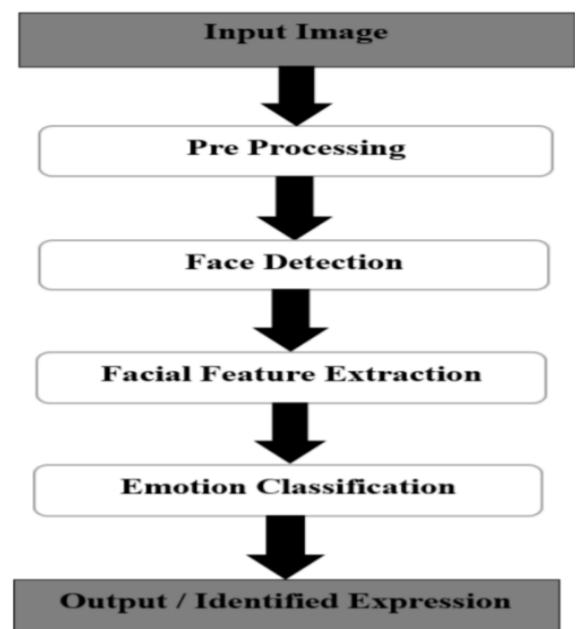 Input Image
Pre Processing
Face Detection
Facial Feature Extraction
Emotion Classification
Output / Identified Expression